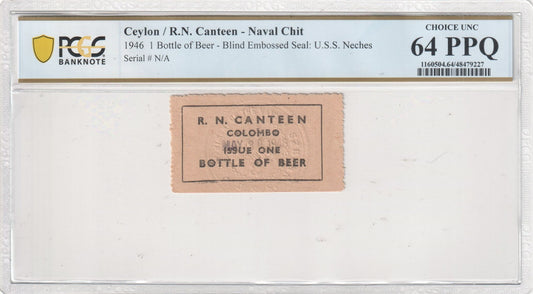 PCGS
BANKNOTE
Ceylon / R.N. Canteen - Naval Chit
1946 1 Bottle of Beer - Blind Embossed Seal: U.S.S. Neches
Serial # N/A
CHOICE UNC
64 PPQ
1160504.64/48479227
R. N. CANTEEN
COLOMBO
ISSUE ONE
BOTTLE OF BEER